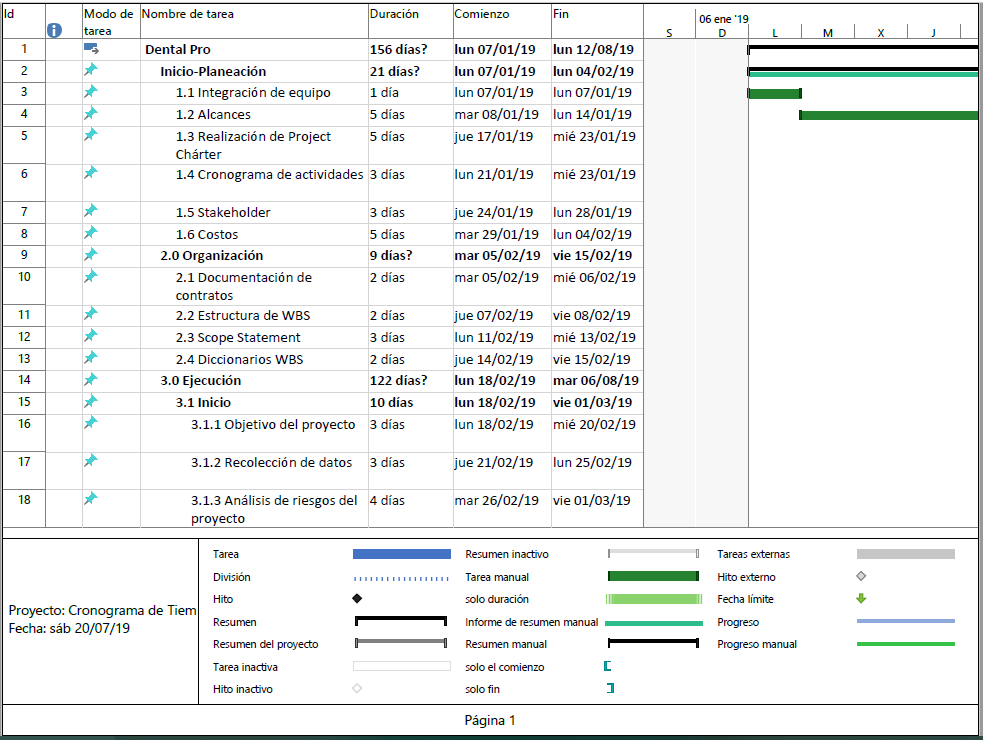 Id Modo de tarea Nombre de tarea Duración Comienzo Fin
06 ene '19
S D L M X J
1 Dental Pro 156 días? lun 07/01/19 lun 12/08/19
2 Inicio-Planeación 21 días? lun 07/01/19 lun 04/02/19
3 1.1 Integración de equipo 1 día lun 07/01/19 lun 07/01/19
4 1.2 Alcances 5 días mar 08/01/19 lun 14/01/19
5 1.3 Realización de Project Chárter 5 días jue 17/01/19 mié 23/01/19
6 1.4 Cronograma de actividades 3 días lun 21/01/19 mié 23/01/19
7 1.5 Stakeholder 3 días jue 24/01/19 lun 28/01/19
8 1.6 Costos 5 días mar 29/01/19 lun 04/02/19
9 2.0 Organización 9 días? mar 05/02/19 vie 15/02/19
10 2.1 Documentación de contratos 2 días mar 05/02/19 mié 06/02/19
11 2.2 Estructura de WBS 2 días jue 07/02/19 vie 08/02/19
12 2.3 Scope Statement 3 días lun 11/02/19 mié 13/02/19
13 2.4 Diccionarios WBS 2 días jue 14/02/19 vie 15/02/19
14 3.0 Ejecución 122 días? lun 18/02/19 mar 06/08/19
15 3.1 Inicio 10 días lun 18/02/19 vie 01/03/19
16 3.1.1 Objetivo del proyecto 3 días lun 18/02/19 mié 20/02/19
17 3.1.2 Recolección de datos 3 días jue 21/02/19 lun 25/02/19
18 3.1.3 Análisis de riesgos del proyecto 4 días mar 26/02/19 vie 01/03/19
Proyecto: Cronograma de Tiem
Fecha: sáb 20/07/19
Tarea
División
Hito
Resumen
Resumen del proyecto
Tarea inactiva
Hito inactivo
Resumen inactivo
Tarea manual
solo duración
Informe de resumen manual
Resumen manual
solo el comienzo
solo fin
Tareas externas
Hito externo
Fecha límite
Progreso
Progreso manual
Página 1